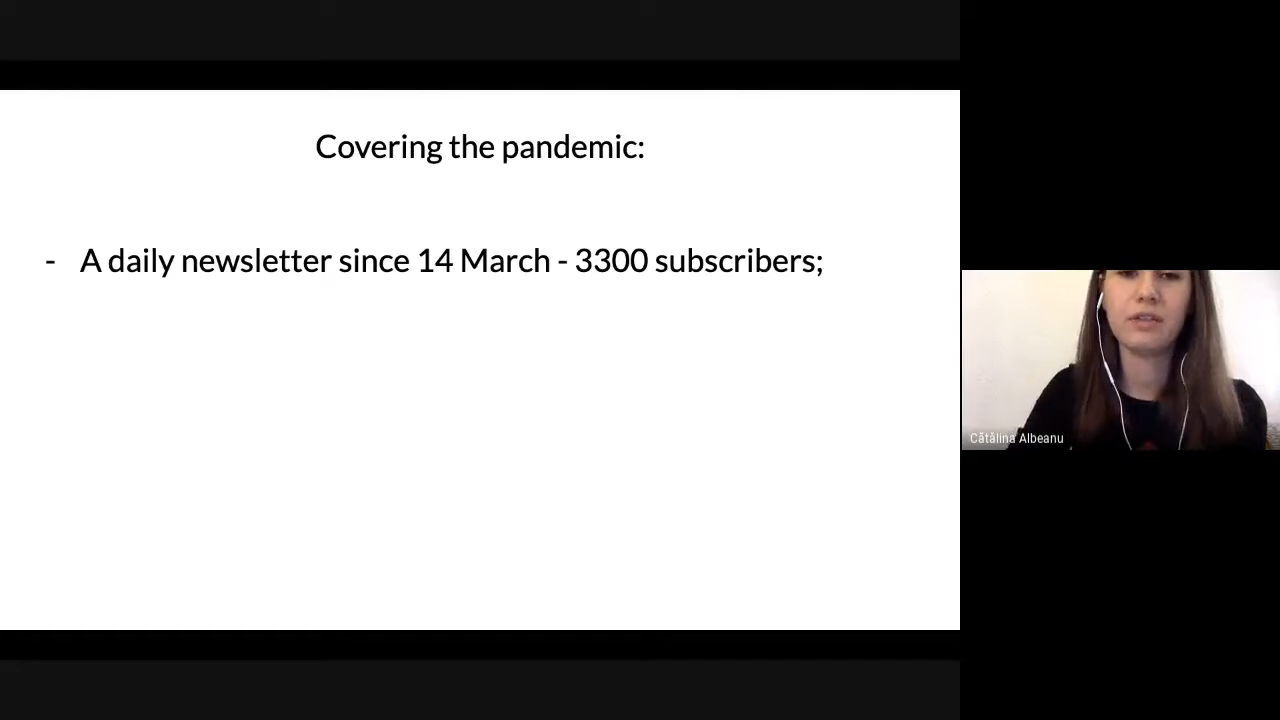 Covering the pandemic:
- A daily newsletter since 14 March - 3300 subscribers;
Cătălina Albeanu